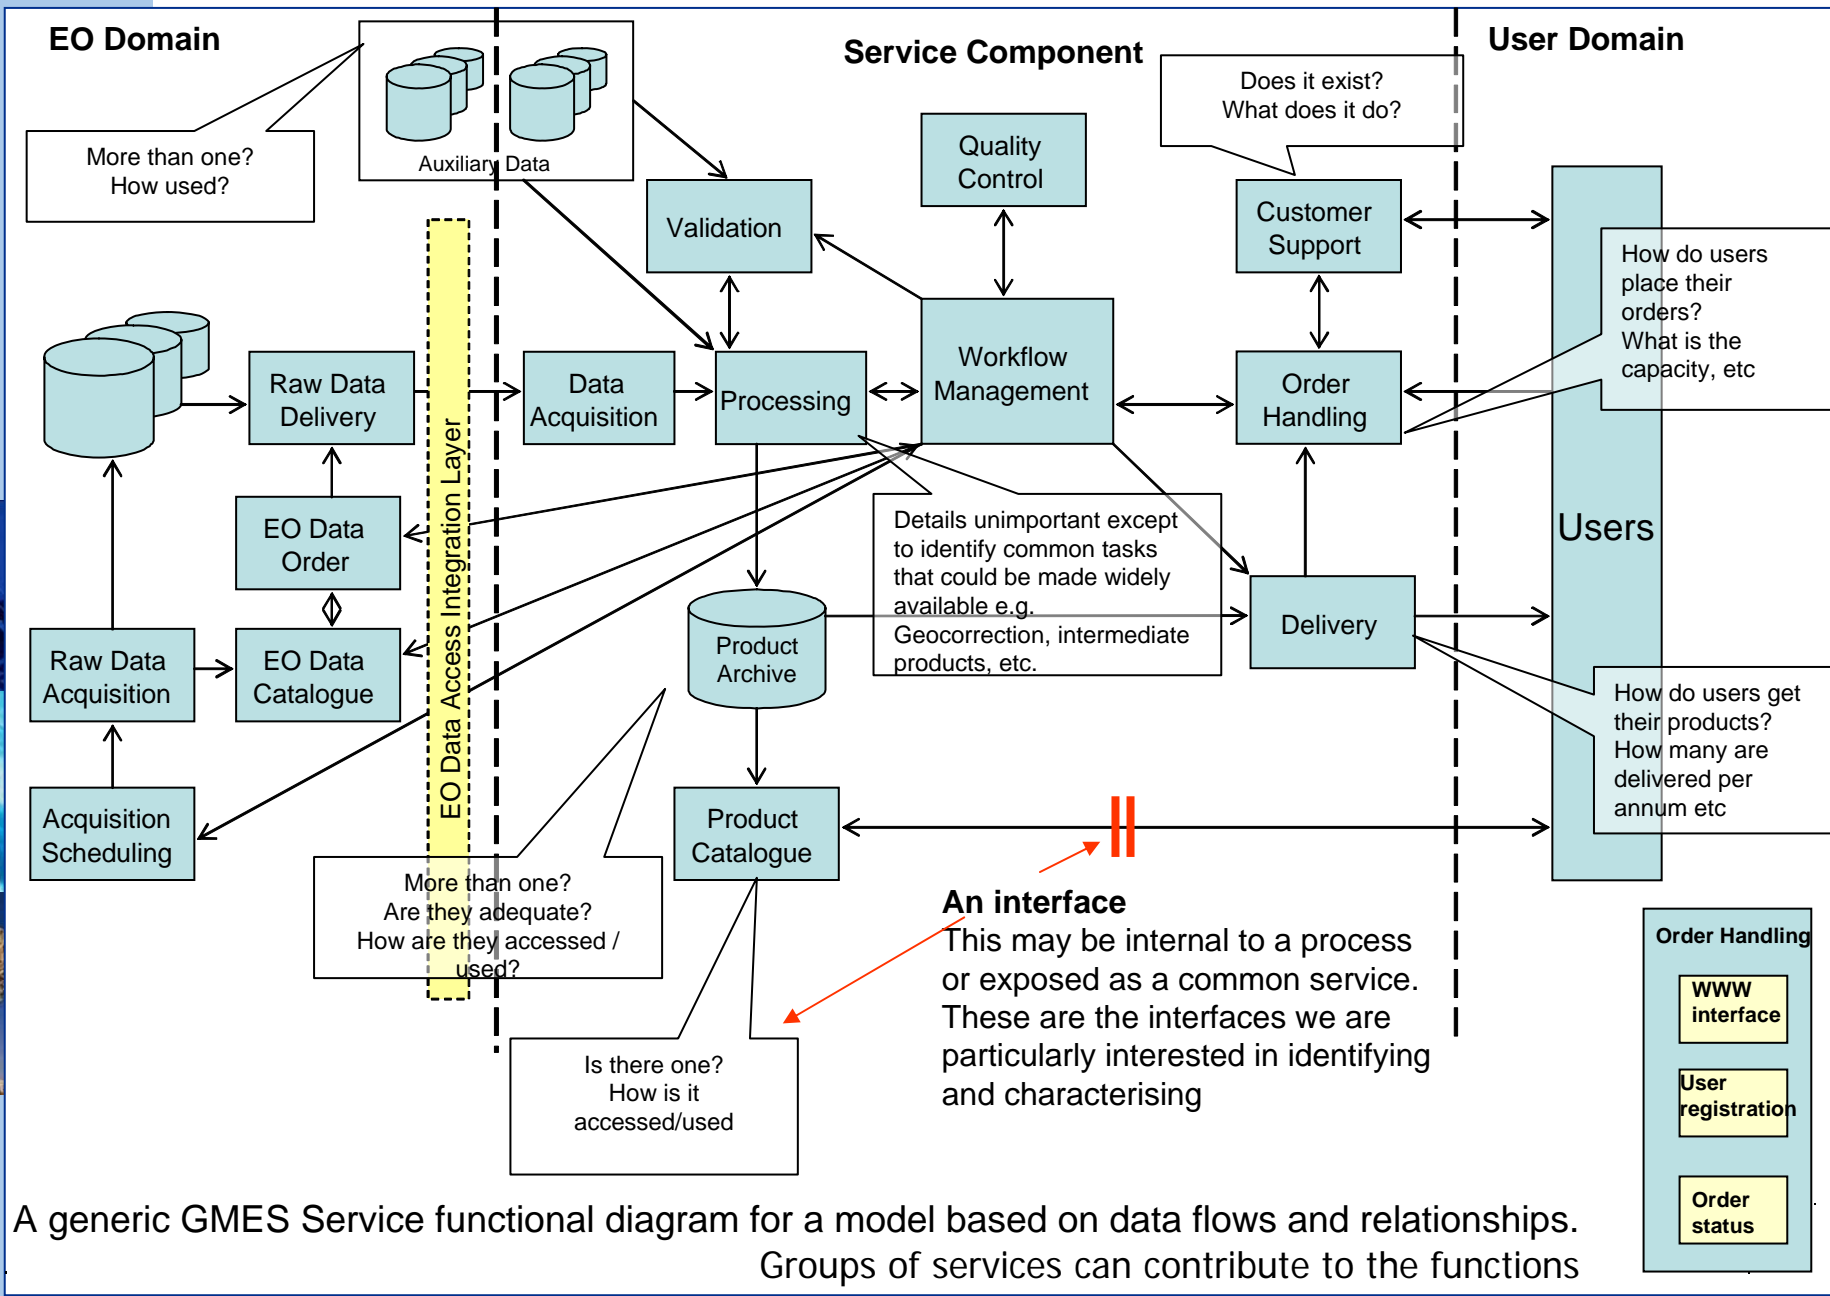 EO Domain
Service Component
User Domain
More than one?
How used?
Auxiliary Data
Does it exist?
What does it do?
Quality
Control
Validation
Customer
Support
How do users
place their
orders?
What is the
capacity, etc
Raw Data
Delivery
Data
Acquisition
Processing
Workflow
Management
Order
Handling
EO Data Access Integration Layer
EO Data
Order
Details unimportant except
to identify common tasks
that could be made widely
available e.g.
Geocorrection, intermediate
products, etc.
Users
Raw Data
Acquisition
EO Data
Catalogue
Product
Archive
Delivery
How do users get
their products?
How many are
delivered per
annum etc
Acquisition
Scheduling
Product
Catalogue
More than one?
Are they adequate?
How are they accessed /
used?
An interface
This may be internal to a process
or exposed as a common service.
These are the interfaces we are
particularly interested in identifying
and characterising
Is there one?
How is it
accessed/used
Order Handling
WWW
interface
User
registration
Order
status
A generic GMES Service functional diagram for a model based on data flows and relationships.
Groups of services can contribute to the functions